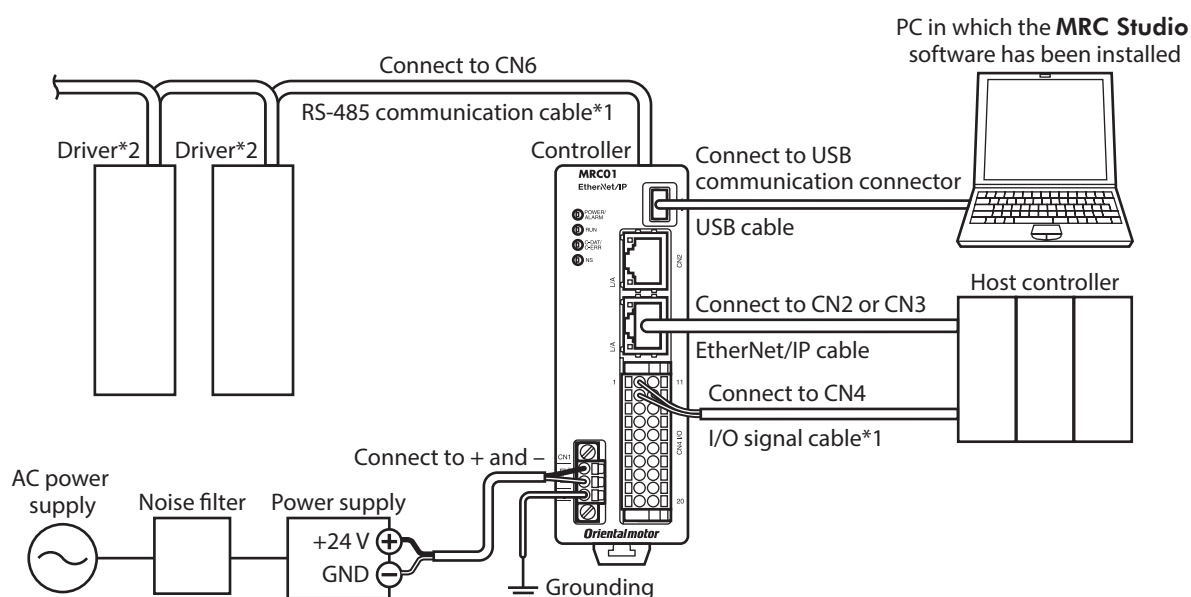 PC in which the MRC Studio
software has been installed
Connect to CN6
RS-485 communication cable*1
Driver*2
Driver*2
Controller
MRC01
EtherNet/IP
POWER/
ALARM
RUN
C-DAT/
C-ERR
NS
Connect to USB
communication connector
USB cable
CN2
L/A
Host controller
Connect to CN2 or CN3
L/A
EtherNet/IP cable
1
11
Connect to CN4
I/O signal cable*1
CN4 I/O
20
Connect to + and –
CN1
AC power
supply
Noise filter
Power supply
+24 V
+
GND
–
Orientalmotor
Grounding